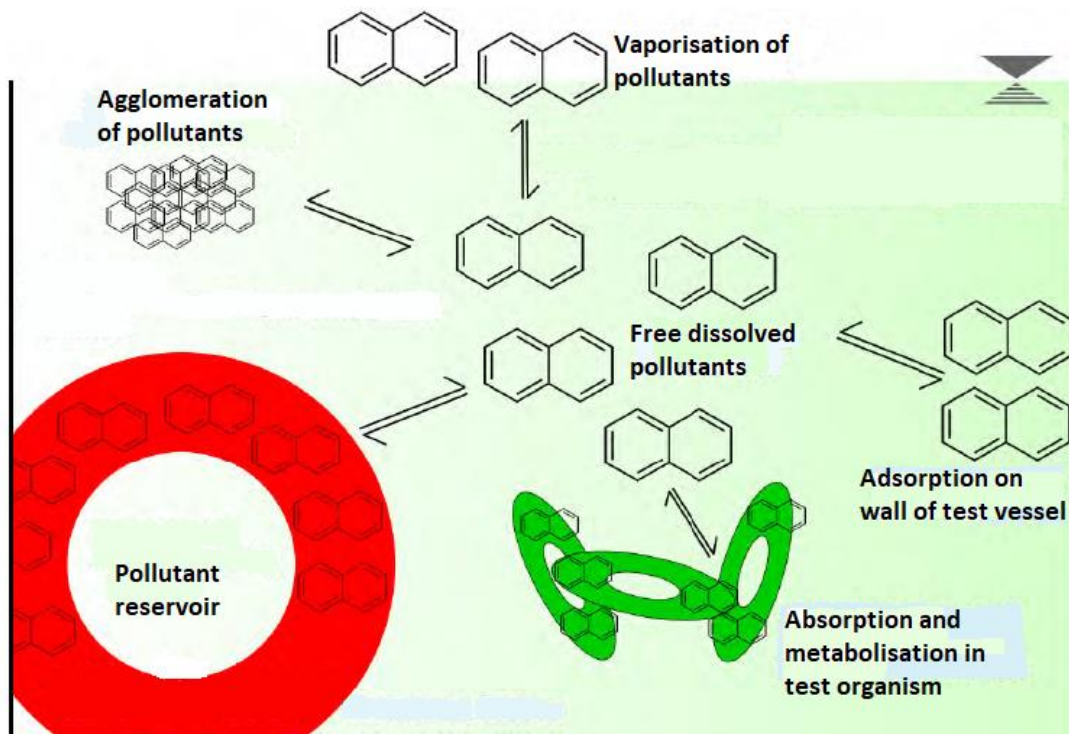 Vaporisation of
pollutants
Agglomeration
of pollutants
Free dissolved
pollutants
Adsorption on
wall of test vessel
Pollutant
reservoir
Absorption and
metabolisation in
test organism